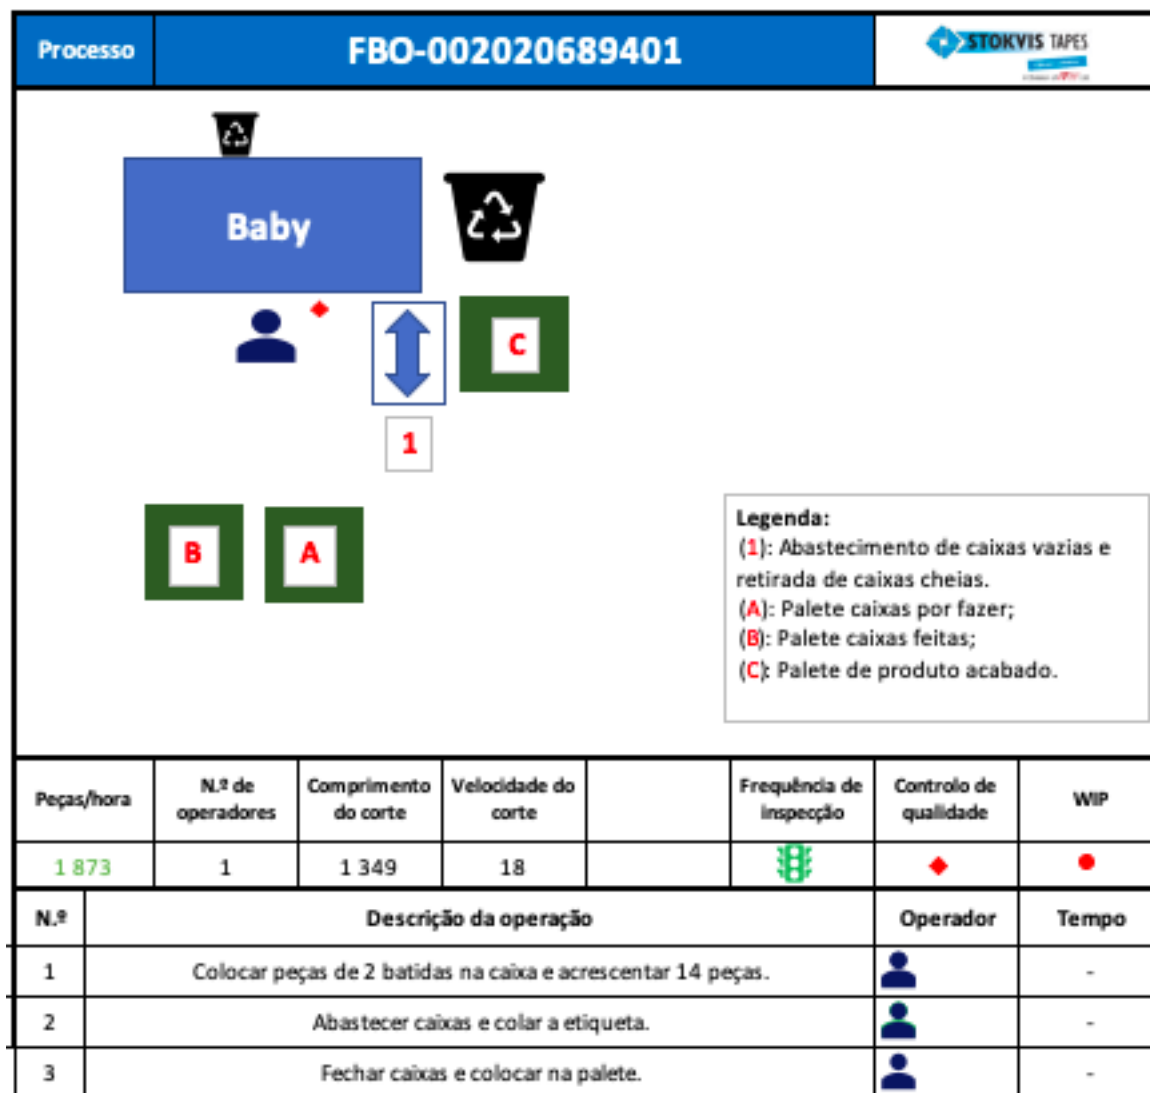 Processo
FBO-002020689401
STOKVIS TAPES
Baby
C
1
B
A
Legenda:
(1): Abastecimento de caixas vazias e
retirada de caixas cheias.
(A): Palete caixas por fazer;
(B): Palete caixas feitas;
(C): Palete de produto acabado.
Peças/hora
N.º de
operadores
Comprimento
do corte
Velocidade do
corte
Frequência de
inspecção
Controlo de
qualidade
WIP
1 873
1
1 349
18
N.º
Descrição da operação
Operador
Tempo
1
Colocar peças de 2 batidas na caixa e acrescentar 14 peças.
-
2
Abastecer caixas e colar a etiqueta.
-
3
Fechar caixas e colocar na palete.
-